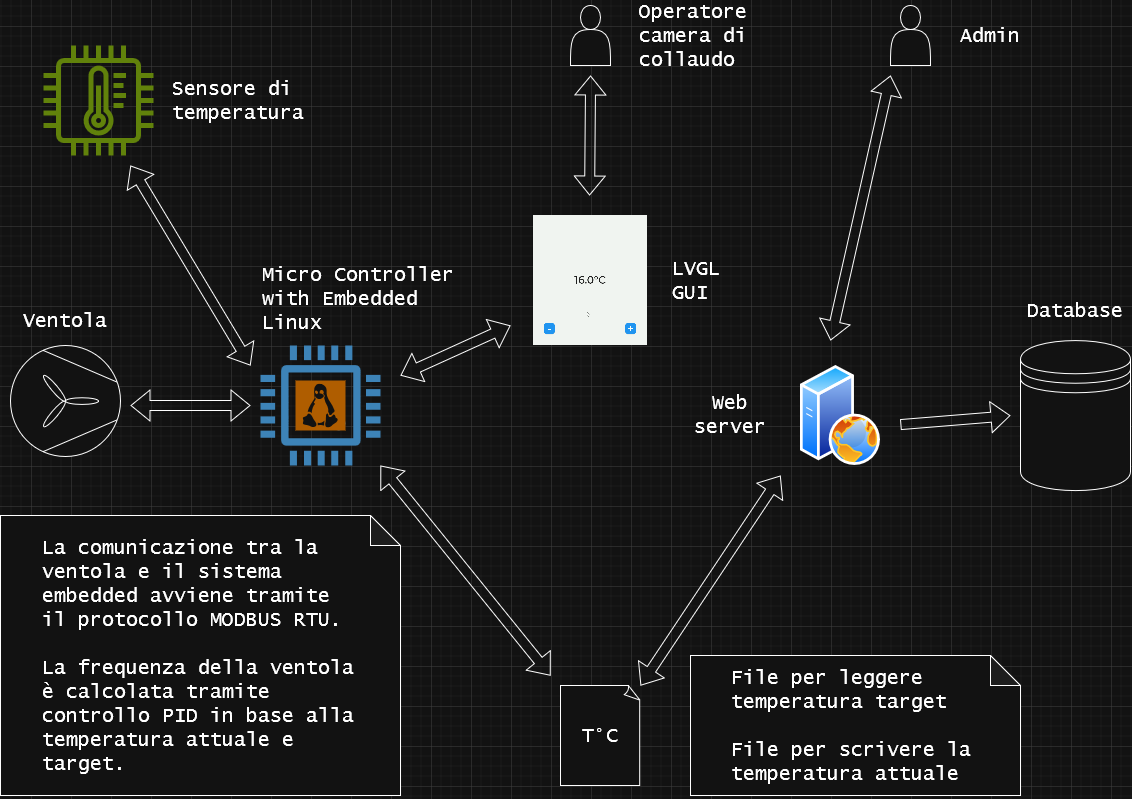 Operatore
camera di
collaudo
Admin
Sensore di
temperatura
Micro Controller
with Embedded
Linux
16.0°C
-
+
LVGL
GUI
Ventola
Database
Web
server
La comunicazione tra la
ventola e il sistema
embedded avviene tramite
il protocollo MODBUS RTU.
La frequenza della ventola
è calcolata tramite
controllo PID in base alla
temperatura attuale e
target.
T°C
File per leggere
temperatura target
File per scrivere la
temperatura attuale